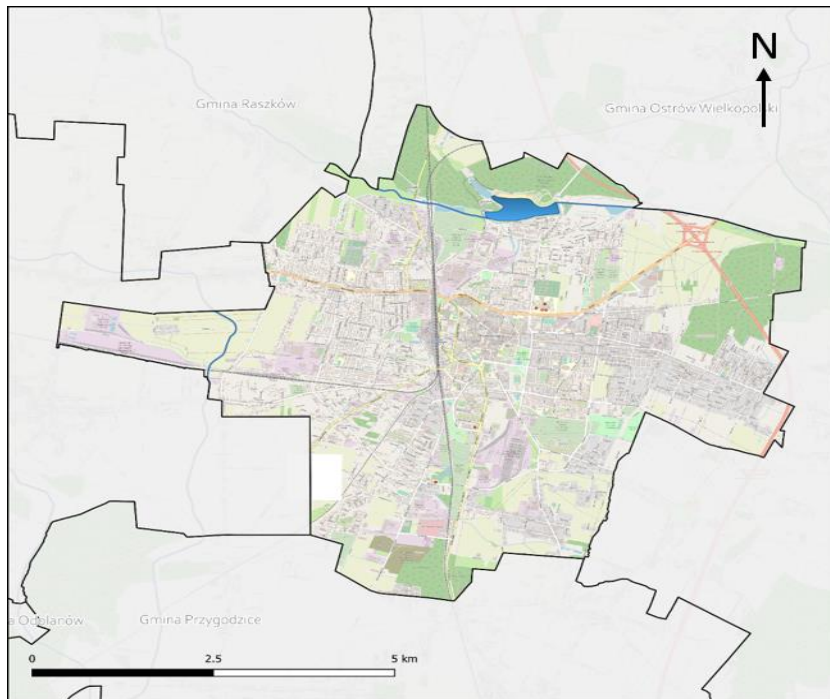 N
Gmina Raszków
Gmina Ostrów Wielkopolski
a Odolanów
Gmina Przygodzice
0 2.5 5 km